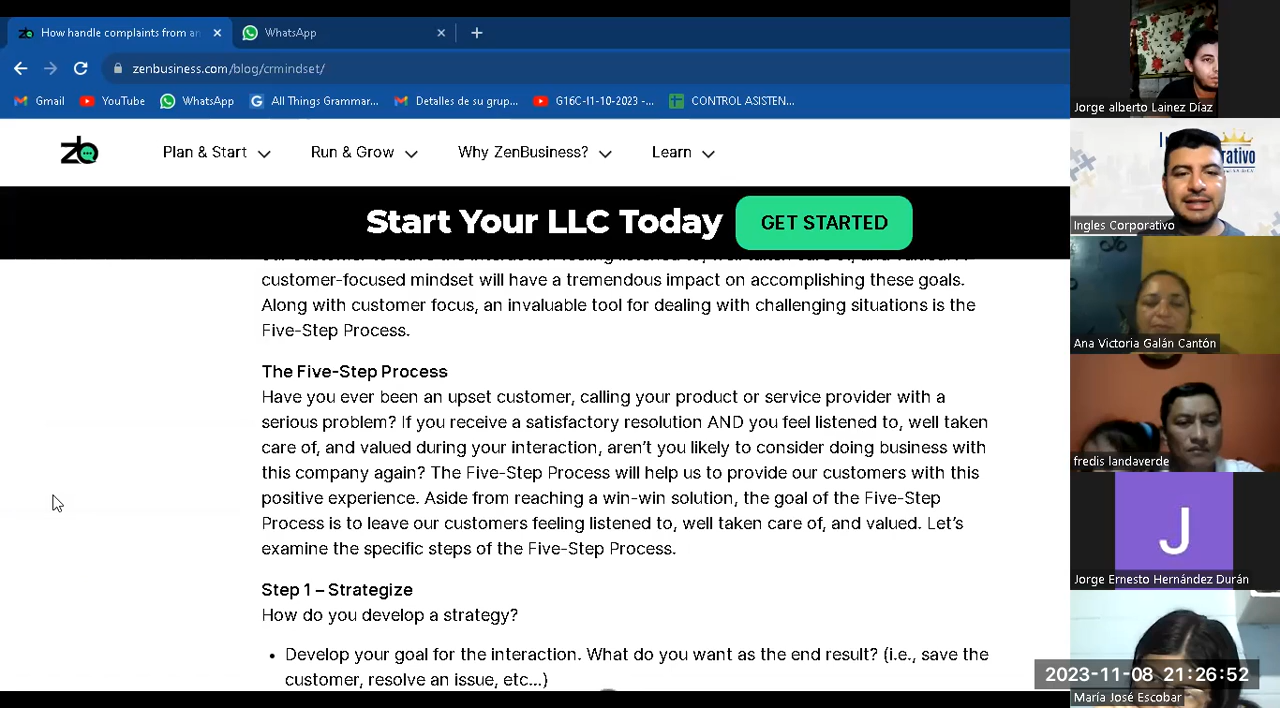 How handle complaints from an
WhatsApp
zenbusiness.com/blog/crmindset/
Gmail
YouTube
WhatsApp
All Things Grammar...
Detalles de su grup...
G16C-I1-10-2023 -...
CONTROL ASISTEN...
zb
Plan & Start
Run & Grow
Why ZenBusiness?
Learn
Start Your LLC Today
GET STARTED
customer-focused mindset will have a tremendous impact on accomplishing these goals.
Along with customer focus, an invaluable tool for dealing with challenging situations is the
Five-Step Process.
The Five-Step Process
Have you ever been an upset customer, calling your product or service provider with a
serious problem? If you receive a satisfactory resolution AND you feel listened to, well taken
care of, and valued during your interaction, aren't you likely to consider doing business with
this company again? The Five-Step Process will help us to provide our customers with this
positive experience. Aside from reaching a win-win solution, the goal of the Five-Step
Process is to leave our customers feeling listened to, well taken care of, and valued. Let's
examine the specific steps of the Five-Step Process.
Step 1 – Strategize
How do you develop a strategy?
• Develop your goal for the interaction. What do you want as the end result? (i.e., save the
customer, resolve an issue, etc...)
Jorge alberto Lainez Díaz
Ingles Corporativo
Ana Victoria Galán Cantón
fredis landaverde
J
Jorge Ernesto Hernández Durán
2023-11-08 21:26:52
María José Escobar